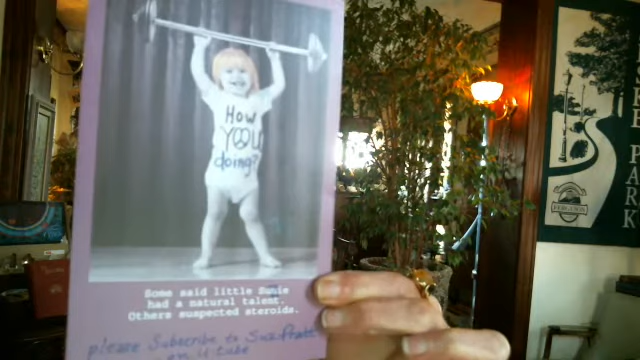 How
YOU
doing?
Some said little Susie
had a natural talent.
Others suspected steroids.
please Subscribe to
on U tube
PARK
FERGUSON